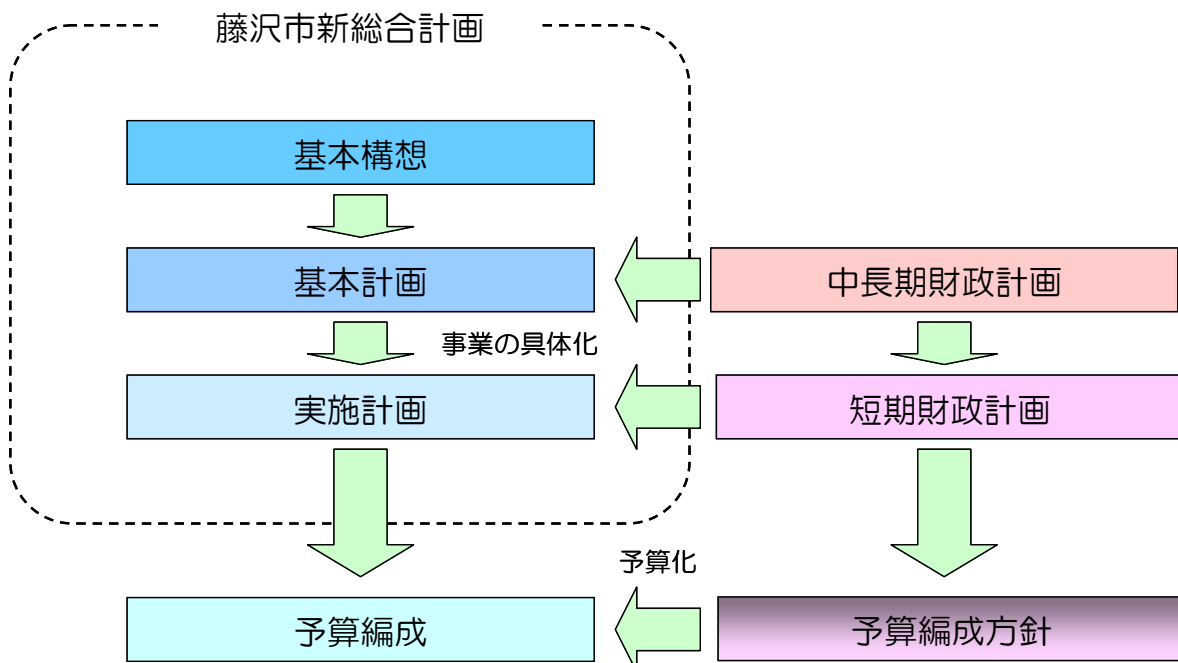 藤沢市新総合計画
基本構想
基本計画
中長期財政計画
事業の具体化
実施計画
短期財政計画
予算化
予算編成
予算編成方針